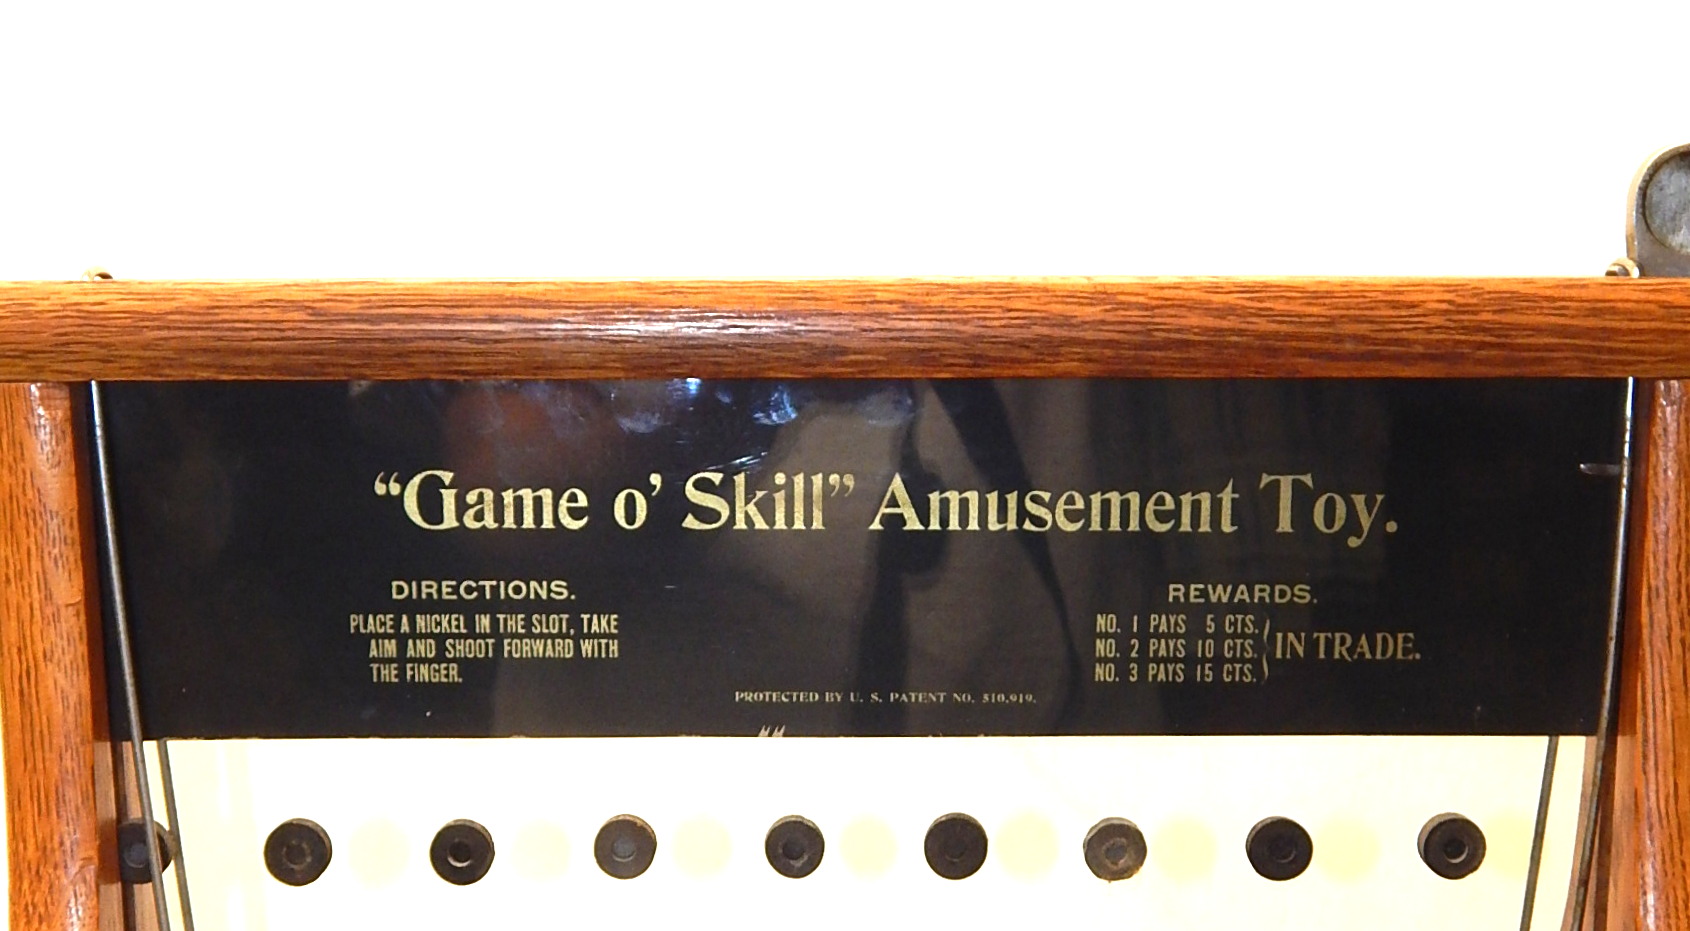 “Game o’ Skill” Amusement Toy.
DIRECTIONS.
PLACE A NICKEL IN THE SLOT, TAKE
AIM AND SHOOT FORWARD WITH
THE FINGER.
REWARDS.
NO. 1 PAYS 5 CTS.
NO. 2 PAYS 10 CTS.
NO. 3 PAYS 15 CTS.
IN TRADE.
PROTECTED BY U. S. PATENT NO. 510,919.